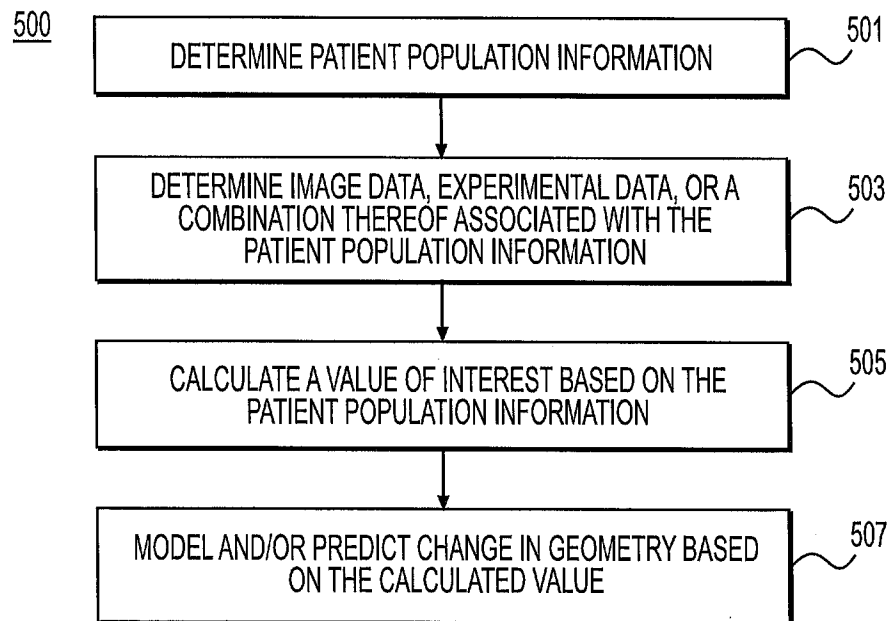 500
DETERMINE PATIENT POPULATION INFORMATION
501
DETERMINE IMAGE DATA, EXPERIMENTAL DATA, OR A
COMBINATION THEREOF ASSOCIATED WITH THE
PATIENT POPULATION INFORMATION
503
CALCULATE A VALUE OF INTEREST BASED ON THE
PATIENT POPULATION INFORMATION
505
MODEL AND/OR PREDICT CHANGE IN GEOMETRY BASED
ON THE CALCULATED VALUE
507